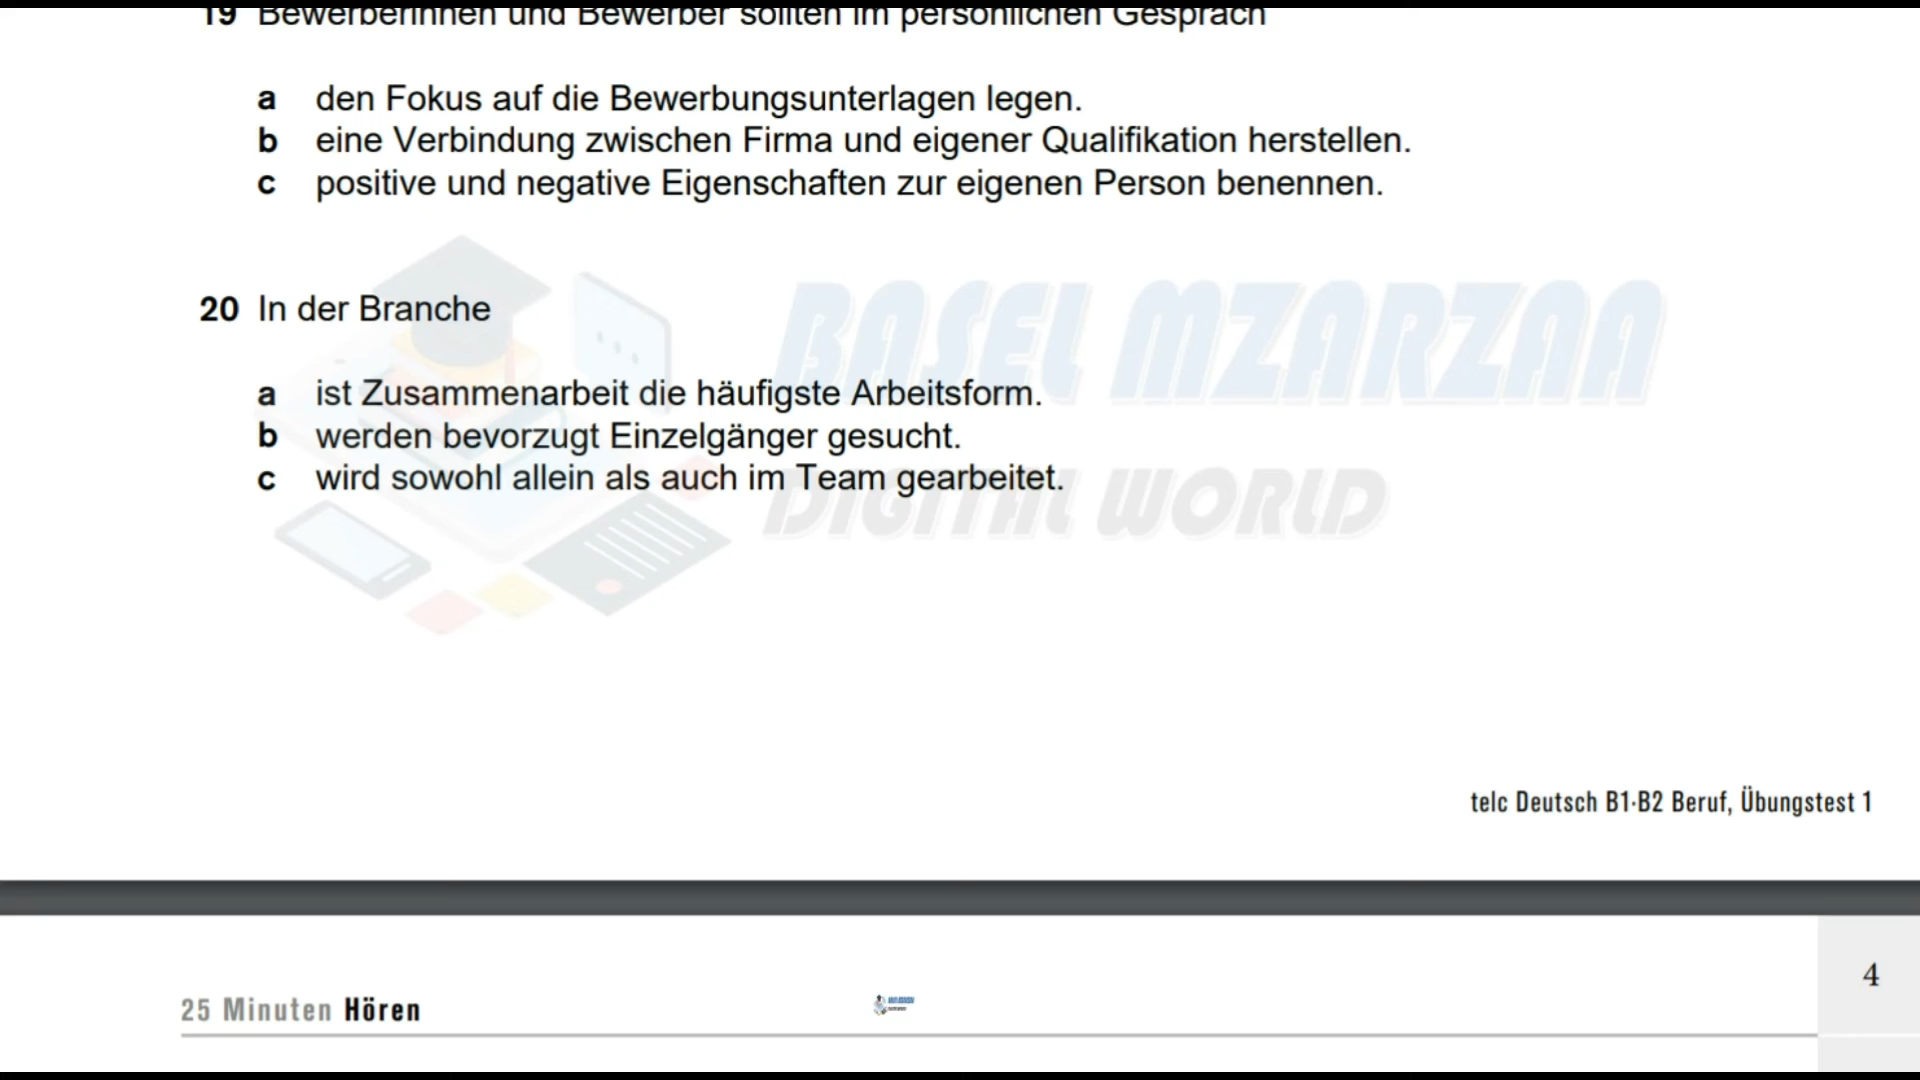 19 Bewerberinnen und Bewerber sollten im persönlichen Gespräch
a den Fokus auf die Bewerbungsunterlagen legen.
b eine Verbindung zwischen Firma und eigener Qualifikation herstellen.
c positive und negative Eigenschaften zur eigenen Person benennen.
20 In der Branche
a ist Zusammenarbeit die häufigste Arbeitsform.
b werden bevorzugt Einzelgänger gesucht.
c wird sowohl allein als auch im Team gearbeitet.
BASEL MZARZAA
DIGITAL WORLD
telc Deutsch B1·B2 Beruf, Übungstest 1
4
25 Minuten Hören